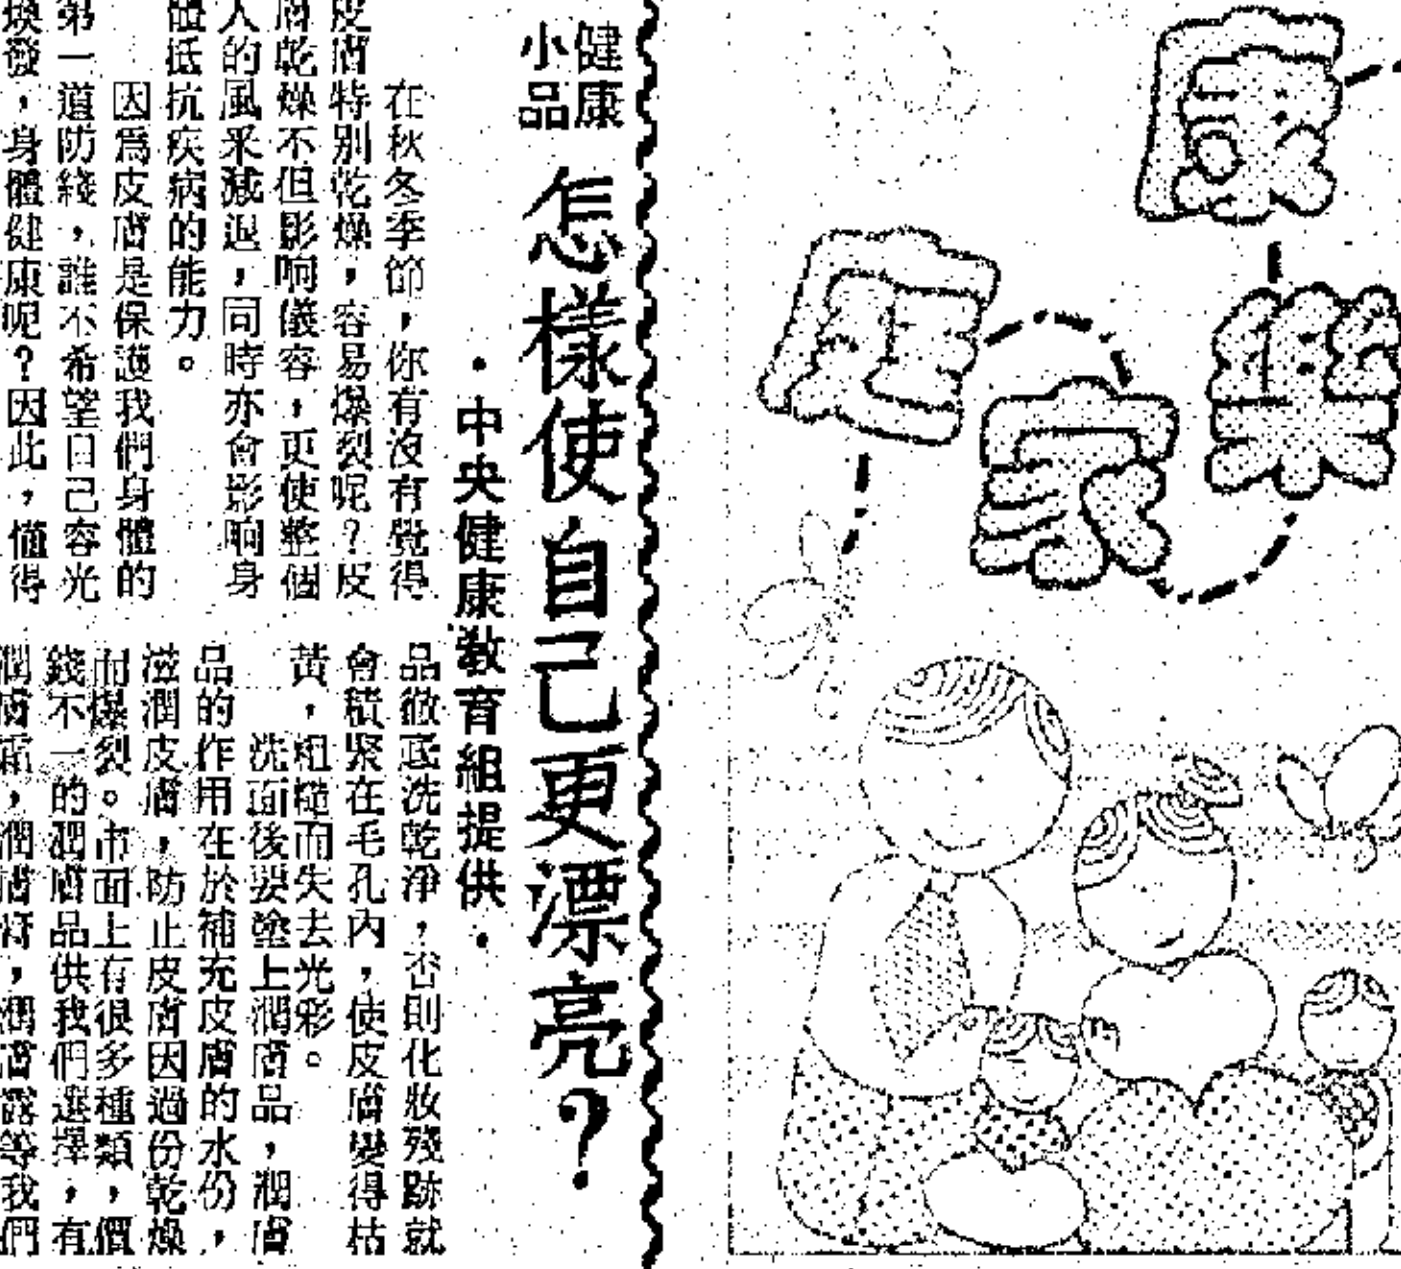 康
樂
家
庭
健康
小品
怎樣使自己更漂亮?
·中央健康教育組提供·
在秋冬季節,你有沒有覺得
皮膚特別乾燥,容易爆裂呢?皮
膚乾燥不但影响儀容,更使整個
人的風采減退,同時亦會影响身
體抵抗疾病的能力。
因為皮膚是保護我們身體的
第一道防綫,誰不希望自己容光
煥發,身體健康呢?因此,懂得
品徹底洗乾淨,否則化妝殘跡就
會積聚在毛孔內,使皮膚變得枯
黃,粗糙而失去光彩。
洗面後要塗上潤膚品,潤膚
品的作用在於補充皮膚的水份,
滋潤皮膚,防止皮膚因過份乾燥
而爆裂。市面上有很多種類,價
錢不一的潤膚品供我們選擇,有
潤膚霜,潤膚膏,潤膚露等我們